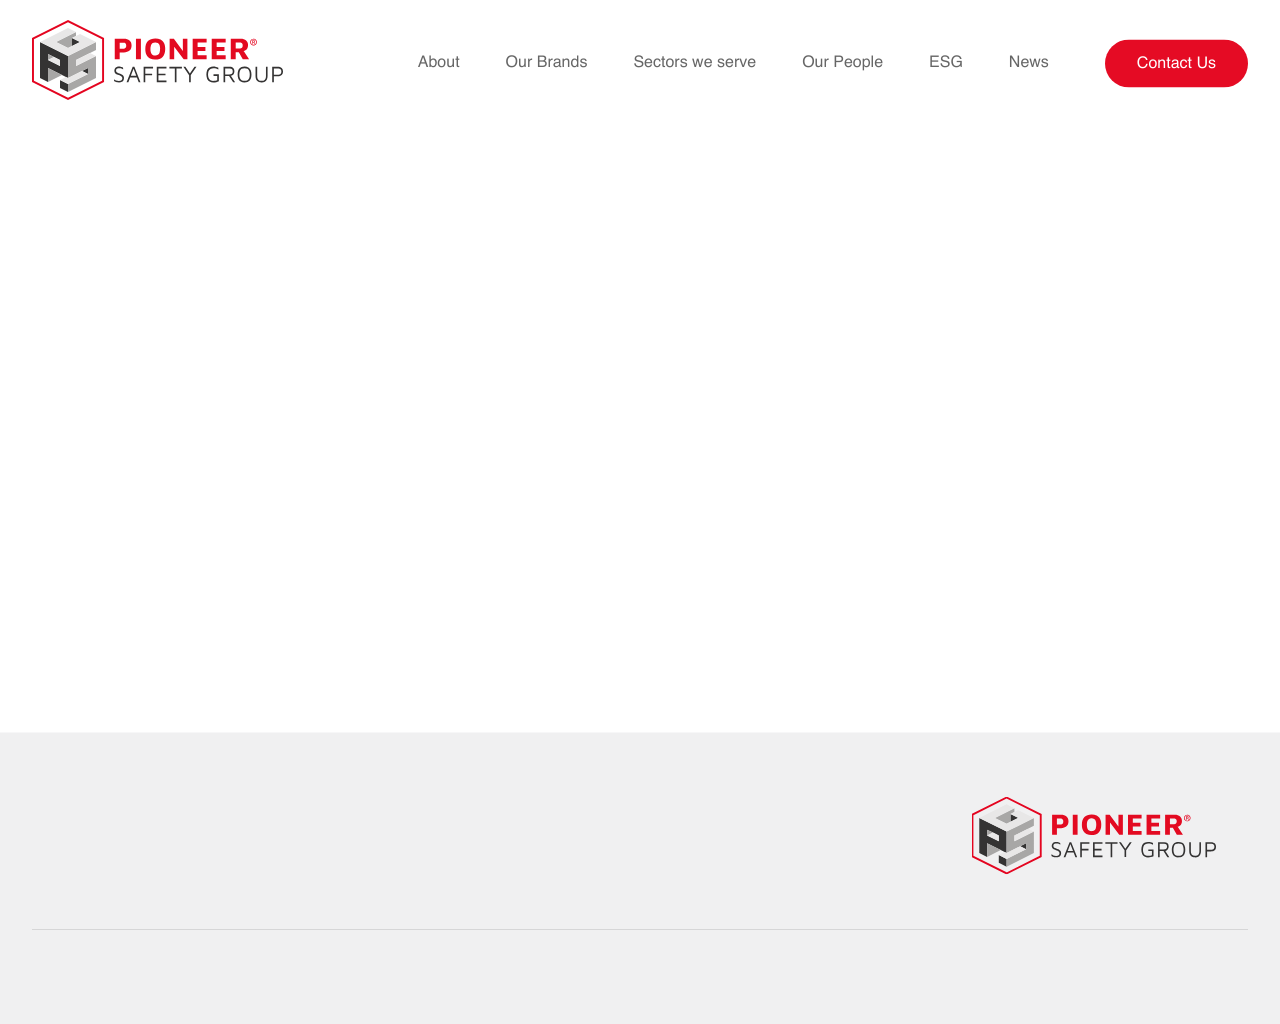 PIONEER®
SAFETY GROUP
About
Our Brands
Sectors we serve
Our People
ESG
News
Contact Us
PIONEER®
SAFETY GROUP